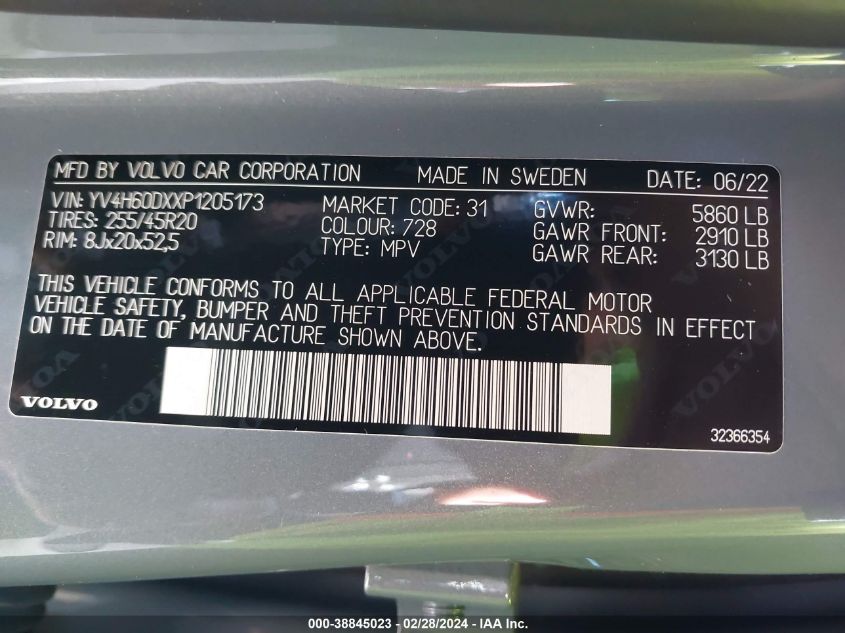 MFD BY VOLVO CAR CORPORATION MADE IN SWEDEN DATE: 06/22
VIN: YV4H60DXXP1205173 MARKET CODE: 31 GVWR: 5860 LB
TIRES: 255/45R20 COLOUR: 728 GAWR FRONT: 2910 LB
RIM: 8Jx20x52,5 TYPE: MPV GAWR REAR: 3130 LB
THIS VEHICLE CONFORMS TO ALL APPLICABLE FEDERAL MOTOR
VEHICLE SAFETY, BUMPER AND THEFT PREVENTION STANDARDS IN EFFECT
ON THE DATE OF MANUFACTURE SHOWN ABOVE.
VOLVO
32366354
000-38845023 - 02/28/2024 - IAA Inc.